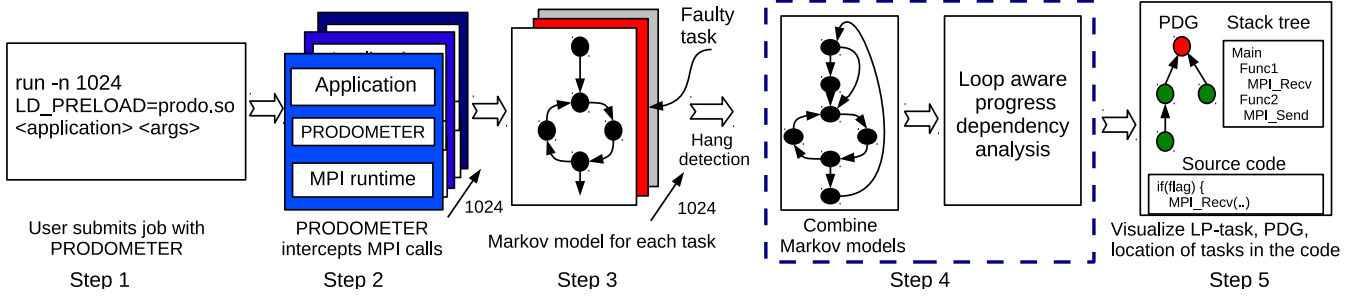 run -n 1024
LD_PRELOAD=prodo,so
<application> <args>
User submits job with
PRODOMETER
Step 1
Application
PRODOMETER
MPI runtime
1024
PRODOMETER
intercepts MPI calls
Step 2
Faulty
task
Hang
detection
1024
Markov model for each task
Step 3
Combine
Markov models
Loop aware
progress
dependency
analysis
Step 4
PDG
Stack tree
Main
Func1
MPI_Recv
Func2
MPI_Send
Source code
if(flag) {
MPI_Recv(..)
Visualize LP-task, PDG,
location of tasks in the code
Step 5